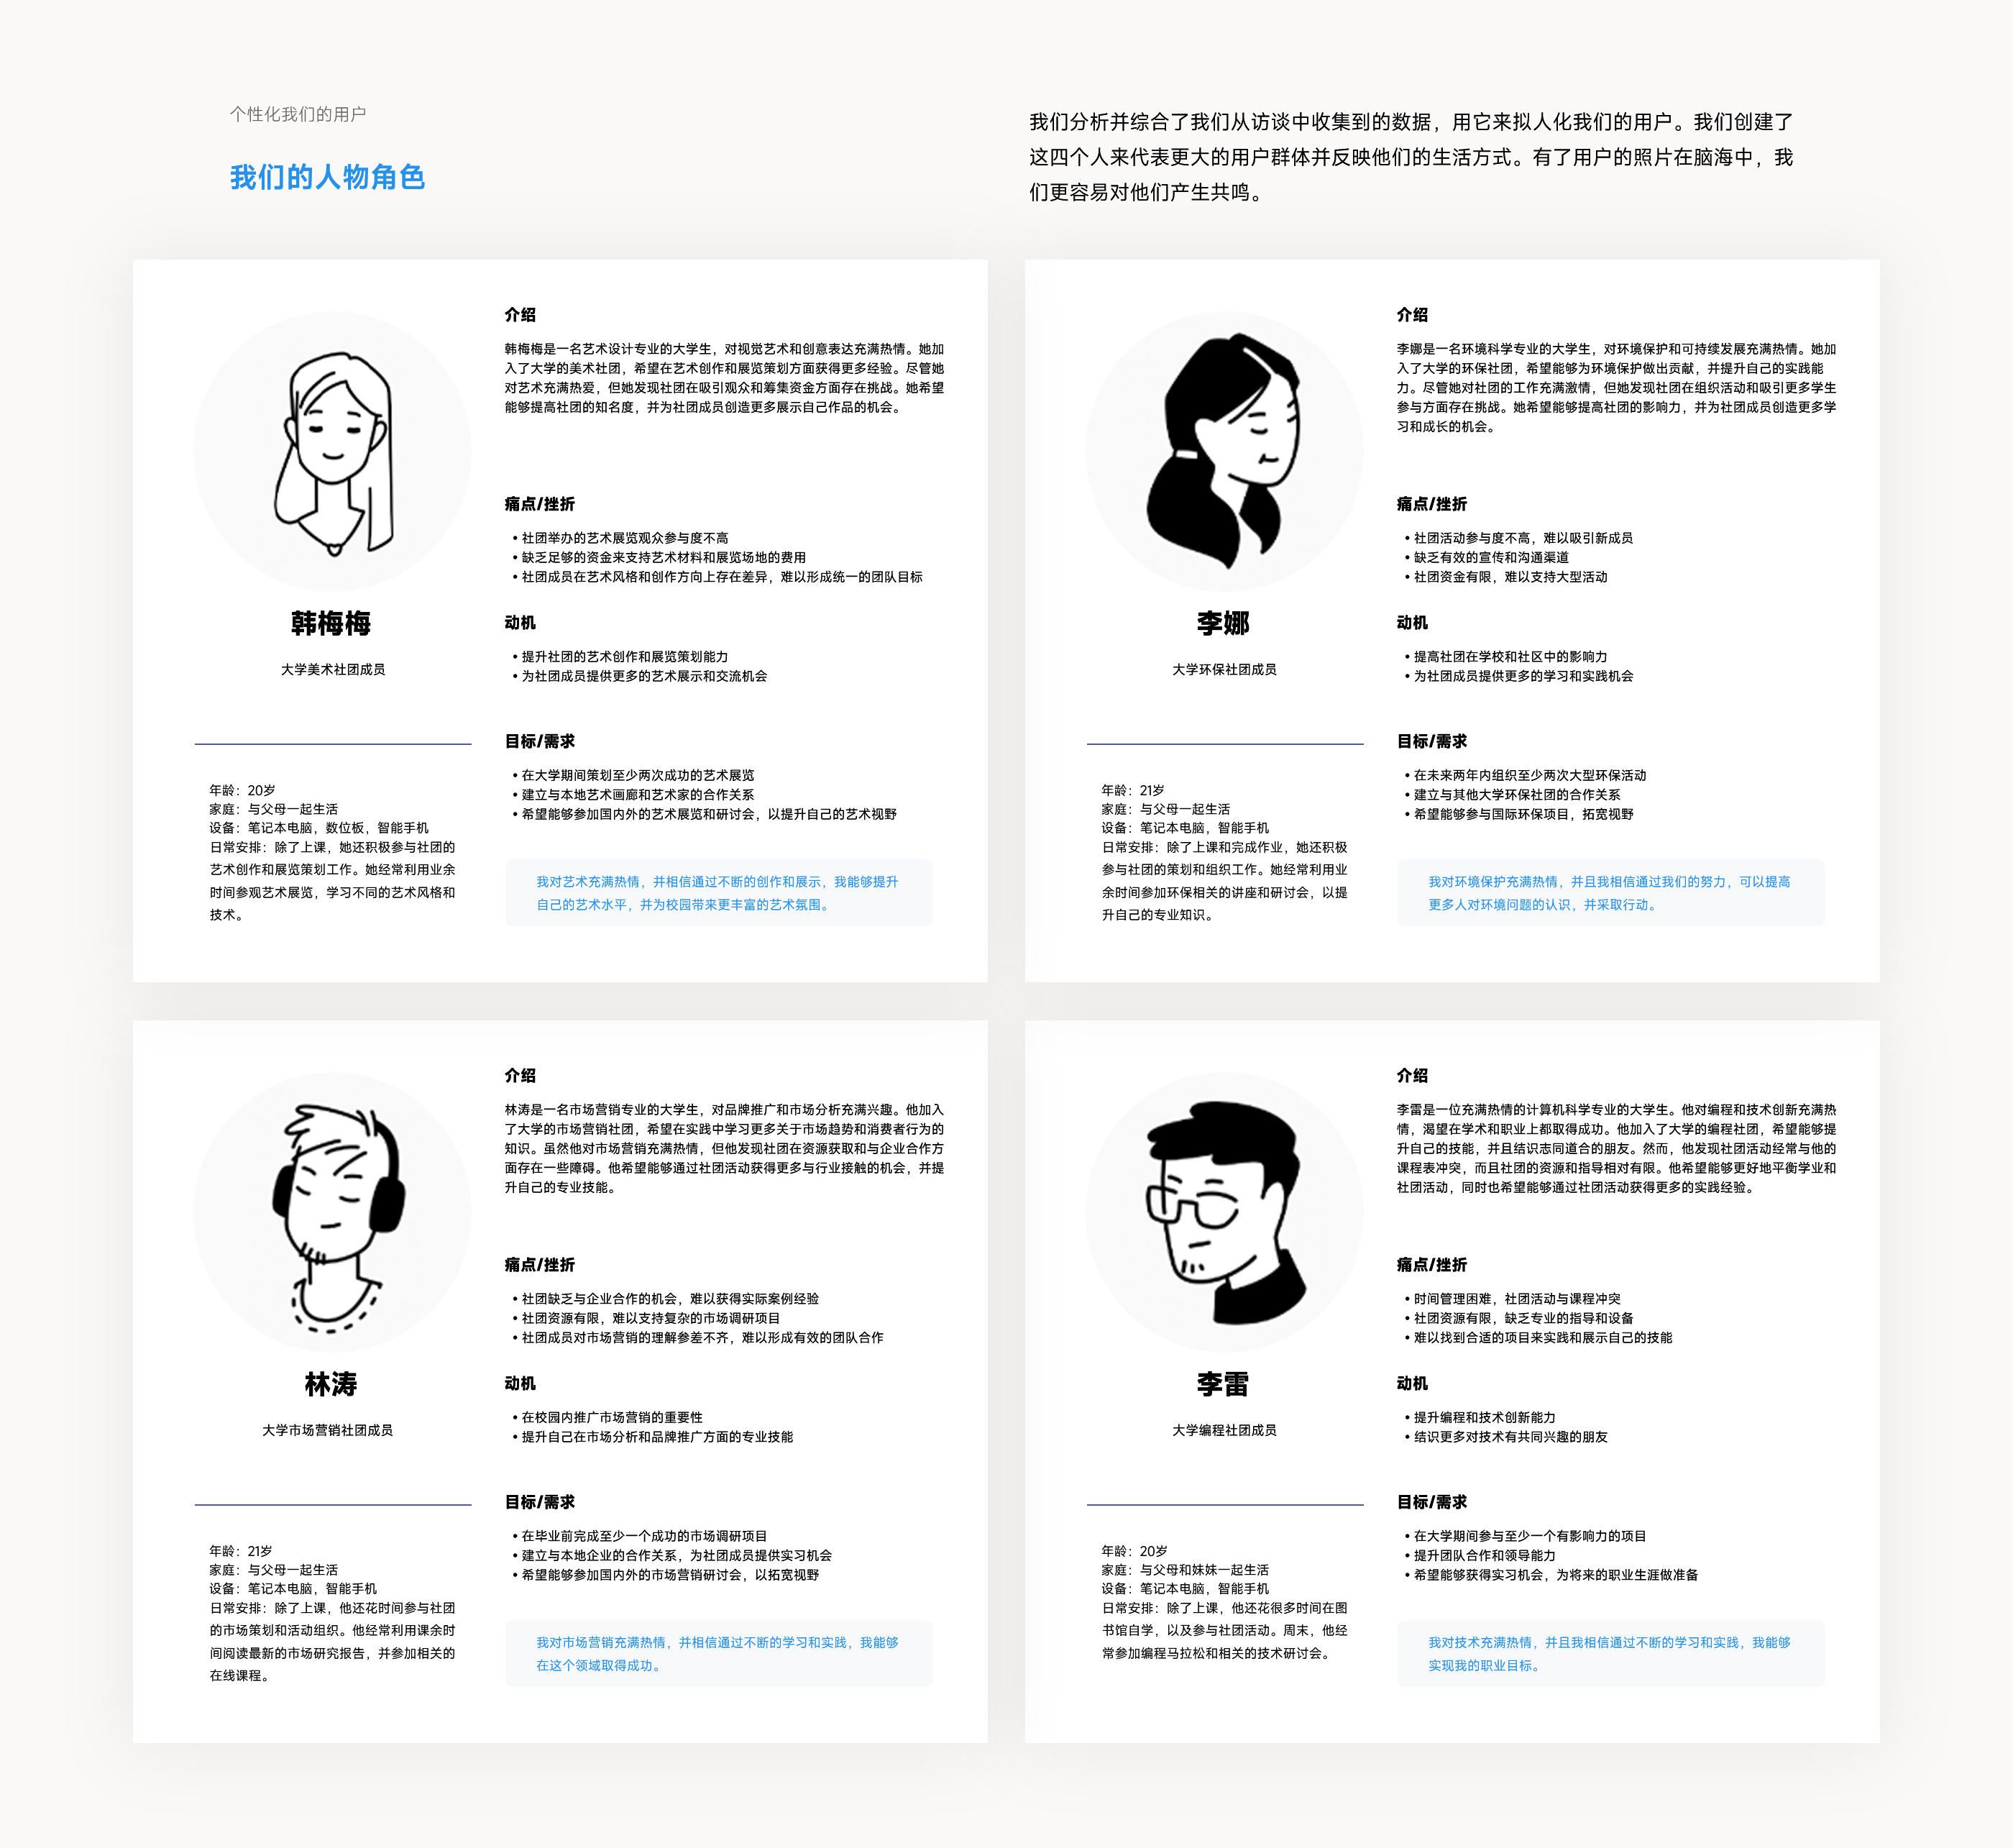 个性化我们的用户
我们的人物角色
我们分析并综合了我们从访谈中收集到的数据，用它来拟人化我们的用户。我们创建了
这四个人来代表更大的用户群体并反映他们的生活方式。有了用户的照片在脑海中，我
们更容易对他们产生共鸣。
韩梅梅
大学美术社团成员
年龄：20岁
家庭：与父母一起生活
设备：笔记本电脑，数位板，智能手机
日常安排：除了上课，她还积极参与社团的
艺术创作和展览策划工作。她经常利用业余
时间参观艺术展览，学习不同的艺术风格和
技术。
介绍
韩梅梅是一名艺术设计专业的大学生，对视觉艺术和创意表达充满热情。她加
入了大学的美术社团，希望在艺术创作和展览策划方面获得更多经验。尽管她
对艺术充满热爱，但她发现社团在吸引观众和筹集资金方面存在挑战。她希望
能够提高社团的知名度，并为社团成员创造更多展示自己作品的机会。
痛点/挫折
• 社团举办的艺术展览观众参与度不高
• 缺乏足够的资金来支持艺术材料和展览场地的费用
• 社团成员在艺术风格和创作方向上存在差异，难以形成统一的团队目标
动机
• 提升社团的艺术创作和展览策划能力
• 为社团成员提供更多的艺术展示和交流机会
目标/需求
• 在大学期间策划至少两次成功的艺术展览
• 建立与本地艺术画廊和艺术家的合作关系
• 希望能够参加国内外的艺术展览和研讨会，以提升自己的艺术视野
我对艺术充满热情，并相信通过不断的创作和展示，我能够提升
自己的艺术水平，并为校园带来更丰富的艺术氛围。
李娜
大学环保社团成员
年龄：21岁
家庭：与父母一起生活
设备：笔记本电脑，智能手机
日常安排：除了上课和完成作业，她还积极
参与社团的策划和组织工作。她经常利用业
余时间参加环保相关的讲座和研讨会，以提
升自己的专业知识。
介绍
李娜是一名环境科学专业的大学生，对环境保护和可持续发展充满热情。她加
入了大学的环保社团，希望能够为环境保护做出贡献，并提升自己的实践能
力。尽管她对社团的工作充满激情，但她发现社团在组织活动和吸引更多学生
参与方面存在挑战。她希望能够提高社团的影响力，并为社团成员创造更多学
习和成长的机会。
痛点/挫折
• 社团活动参与度不高，难以吸引新成员
• 缺乏有效的宣传和沟通渠道
• 社团资金有限，难以支持大型活动
动机
• 提高社团在学校和社区中的影响力
• 为社团成员提供更多的学习和实践机会
目标/需求
• 在未来两年内组织至少两次大型环保活动
• 建立与其他大学环保社团的合作关系
• 希望能够参与国际环保项目，拓宽视野
我对环境保护充满热情，并且我相信通过我们的努力，可以提高
更多人对环境问题的认识，并采取行动。
林涛
大学市场营销社团成员
年龄：21岁
家庭：与父母一起生活
设备：笔记本电脑，智能手机
日常安排：除了上课，他还花时间参与社团
的市场策划和活动组织。他经常利用课余时
间阅读最新的市场研究报告，并参加相关的
在线课程。
介绍
林涛是一名市场营销专业的大学生，对品牌推广和市场分析充满兴趣。他加入
了大学的市场营销社团，希望在实践中学习更多关于市场趋势和消费者行为的
知识。虽然他对市场营销充满热情，但他发现社团在资源获取和与企业合作方
面存在一些障碍。他希望能够通过社团活动获得更多与行业接触的机会，并提
升自己的专业技能。
痛点/挫折
• 社团缺乏与企业合作的机会，难以获得实际案例经验
• 社团资源有限，难以支持复杂的市场调研项目
• 社团成员对市场营销的理解参差不齐，难以形成有效的团队合作
动机
• 在校园内推广市场营销的重要性
• 提升自己在市场分析和品牌推广方面的专业技能
目标/需求
• 在毕业前完成至少一个成功的市场调研项目
• 建立与本地企业的合作关系，为社团成员提供实习机会
• 希望能够参加国内外的市场营销研讨会，以拓宽视野
我对市场营销充满热情，并相信通过不断的学习和实践，我能够
在这个领域取得成功。
李雷
大学编程社团成员
年龄：20岁
家庭：与父母和妹妹一起生活
设备：笔记本电脑，智能手机
日常安排：除了上课，他还花很多时间在图
书馆自学，以及参与社团活动。周末，他经
常参加编程马拉松和相关的技术研讨会。
介绍
李雷是一位充满热情的计算机科学专业的大学生。他对编程和技术创新充满热
情，渴望在学术和职业上都取得成功。他加入了大学的编程社团，希望能够提
升自己的技能，并且结识志同道合的朋友。然而，他发现社团活动经常与他的
课程表冲突，而且社团的资源和指导相对有限。他希望能够更好地平衡学业和
社团活动，同时也希望能够通过社团活动获得更多的实践经验。
痛点/挫折
• 时间管理困难，社团活动与课程冲突
• 社团资源有限，缺乏专业的指导和设备
• 难以找到合适的项目来实践和展示自己的技能
动机
• 提升编程和技术创新能力
• 结识更多对技术有共同兴趣的朋友
目标/需求
• 在大学期间参与至少一个有影响力的项目
• 提升团队合作和领导能力
• 希望能够获得实习机会，为将来的职业生涯做准备
我对技术充满热情，并且我相信通过不断的学习和实践，我能够
实现我的职业目标。